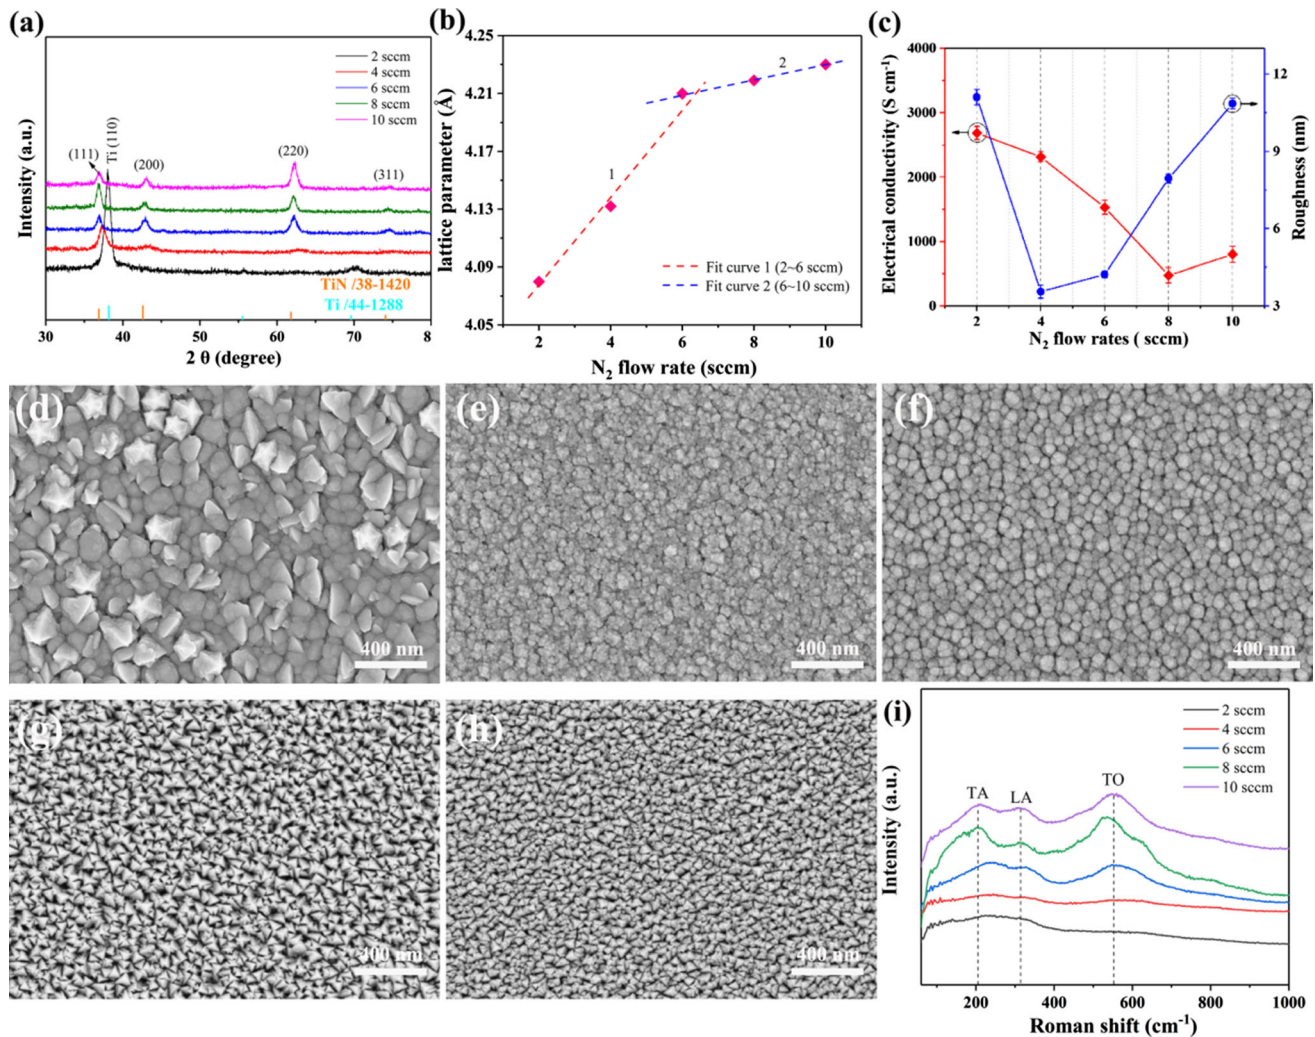 (a)
2 sccm
4 sccm
6 sccm
8 sccm
10 sccm
(111)
Ti (110)
(200)
(220)
(311)
TiN /38-1420
Ti /44-1288
Intensity (a.u.)
30 40 50 60 70 8
2 θ (degree)
(b)
4.25
4.21
4.17
4.13
4.09
4.05
lattice parameter (Å)
1
2
Fit curve 1 (2~6 sccm)
Fit curve 2 (6~10 sccm)
2 4 6 8 10
N₂ flow rate (sccm)
(c)
4000
3000
2000
1000
0
Electrical conductivity (S cm⁻¹)
12
9
6
3
Roughness (nm)
2 4 6 8 10
N₂ flow rates ( sccm)
(d)
400 nm
(e)
400 nm
(f)
400 nm
(g)
400 nm
(h)
400 nm
(i)
2 sccm
4 sccm
6 sccm
8 sccm
10 sccm
TA
LA
TO
Intensity (a.u.)
200 400 600 800 1000
Roman shift (cm⁻¹)